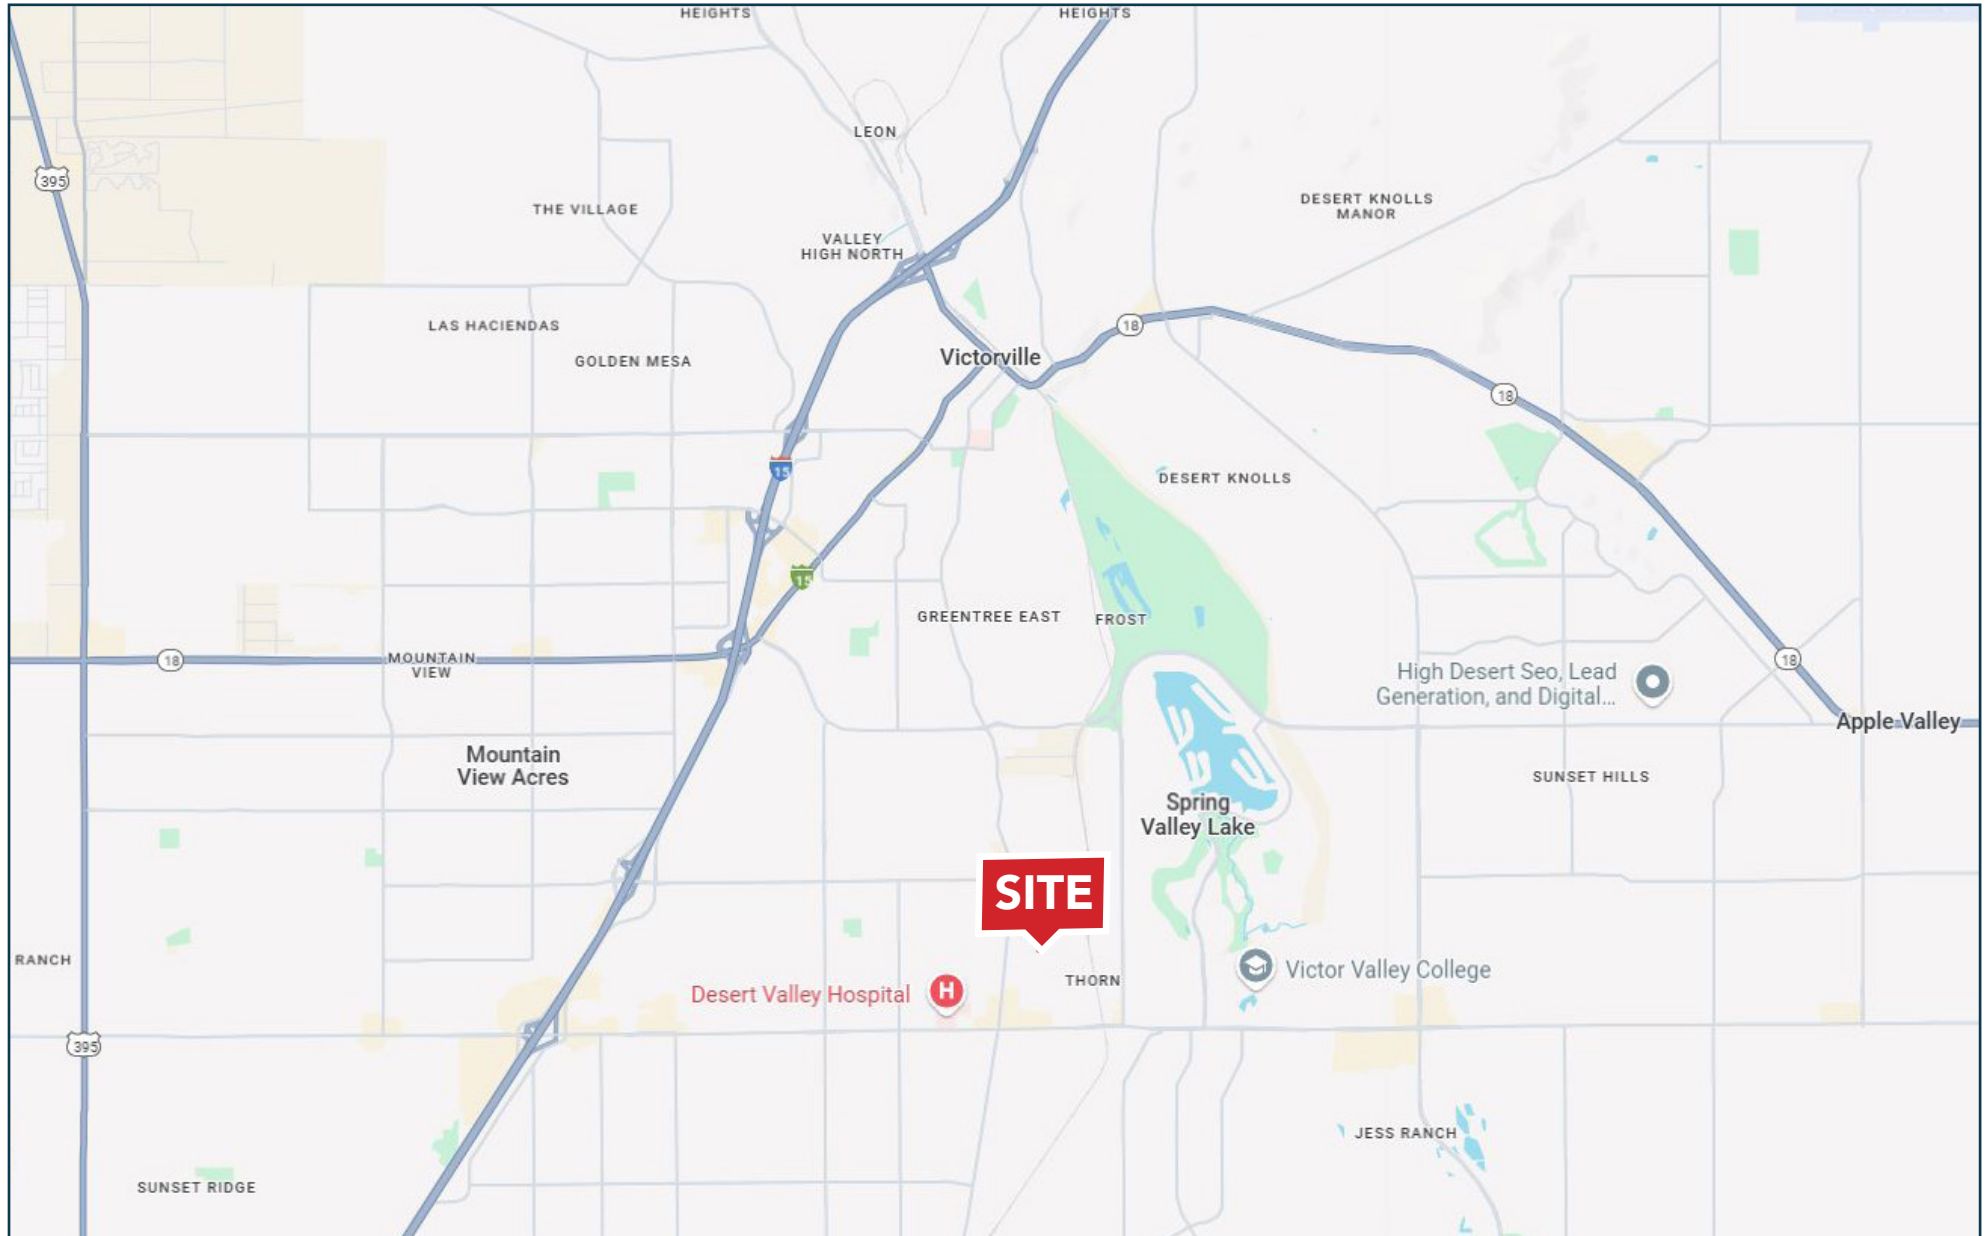 HEIGHTS
HEIGHTS
LEON
395
THE VILLAGE
DESERT KNOLLS
MANOR
VALLEY
HIGH NORTH
LAS HACIENDAS
18
GOLDEN MESA
Victorville
18
15
DESERT KNOLLS
15
GREENTREE EAST
FROST
18
MOUNTAIN
VIEW
High Desert Seo, Lead
Generation, and Digital...
18
Apple Valley
Mountain
View Acres
SUNSET HILLS
Spring
Valley Lake
SITE
RANCH
Desert Valley Hospital
H
THORN
Victor Valley College
395
JESS RANCH
SUNSET RIDGE